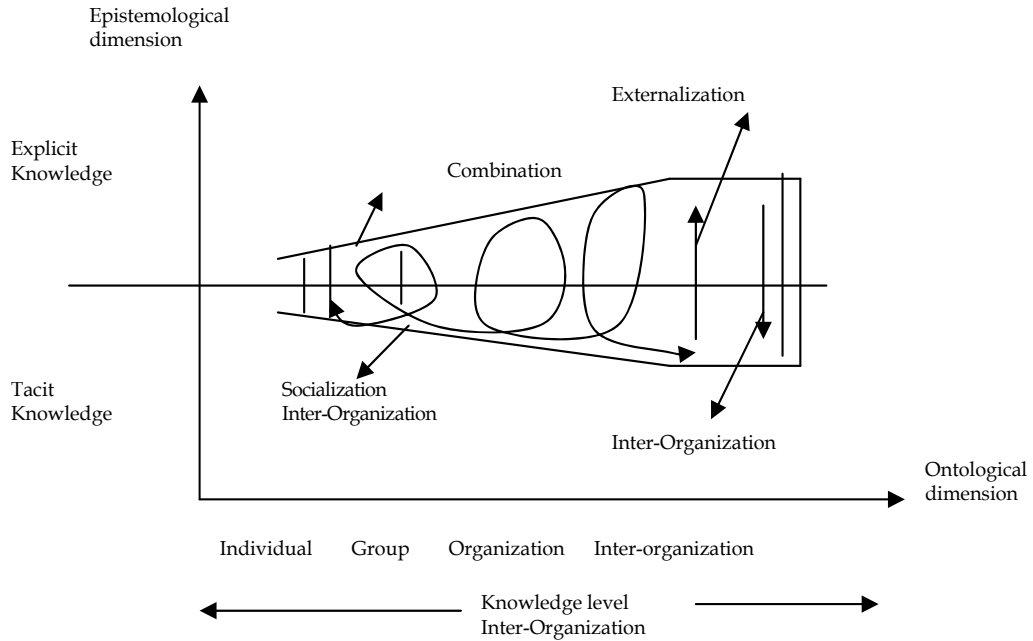 Epistemological
dimension
Externalization
Explicit
Knowledge
Combination
Tacit
Knowledge
Socialization
Inter-Organization
Inter-Organization
Ontological
dimension
Individual Group Organization Inter-organization
Knowledge level
Inter-Organization